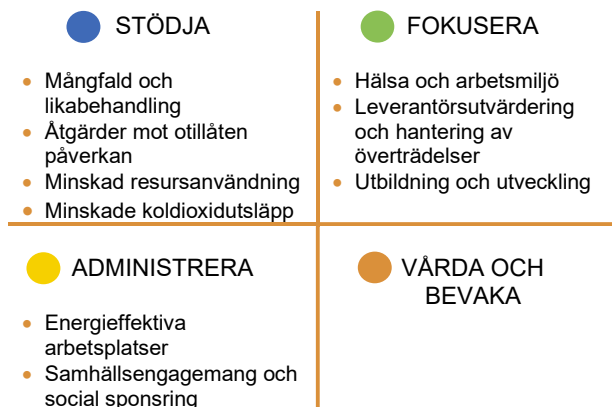 STÖDJA
Mångfald och
likabehandling
Åtgärder mot otillåten
påverkan
Minskad resursanvändning
Minskade koldioxidutsläpp
FOKUSERA
Hälsa och arbetsmiljö
Leverantörsutvärdering
och hantering av
överträdelser
Utbildning och utveckling
ADMINISTRERA
Energieffektiva
arbetsplatser
Samhällsengagemang och
social sponsring
VÅRDA OCH
BEVAKA